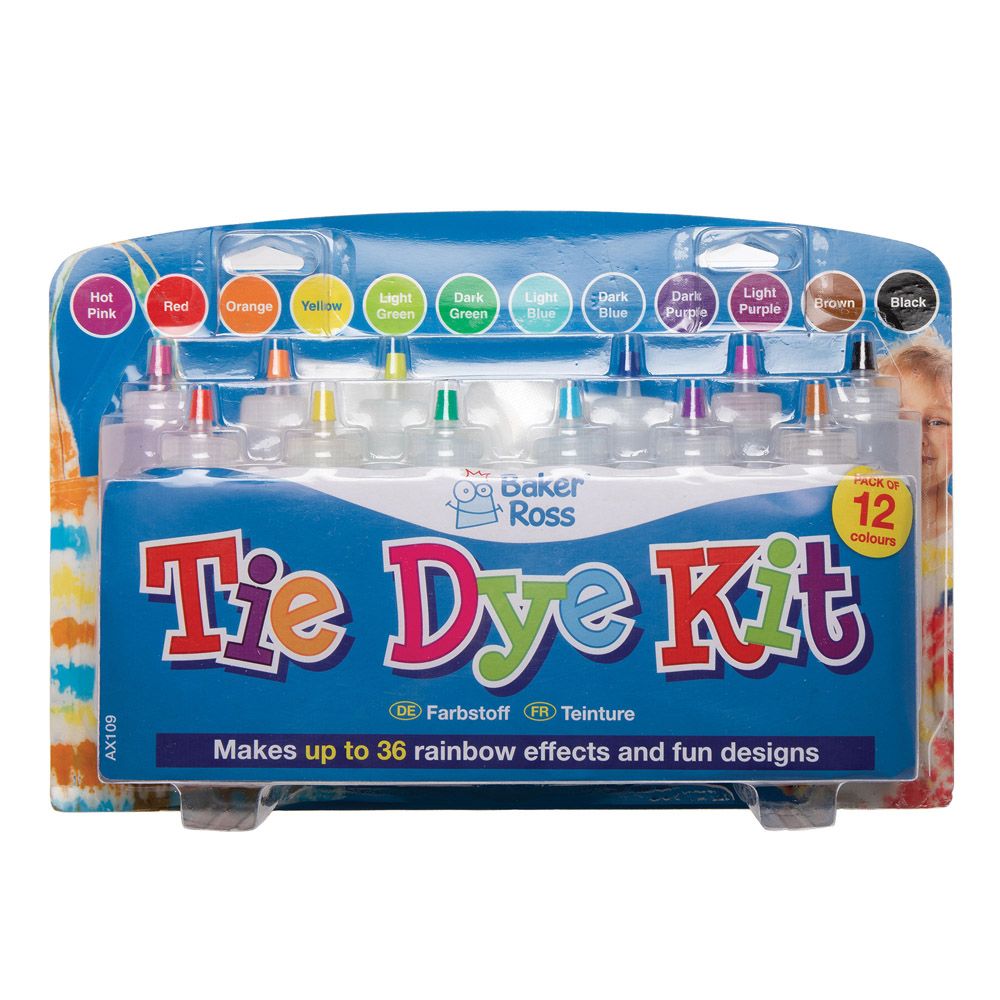 Hot
Pink
Red
Orange
Yellow
Light
Green
Dark
Green
Light
Blue
Dark
Blue
Dark
Purple
Light
Purple
Brown
Black
Baker
Ross
PACK OF
12
colours
Tie Dye Kit
DE Farbstoff FR Teinture
AX109
Makes up to 36 rainbow effects and fun designs